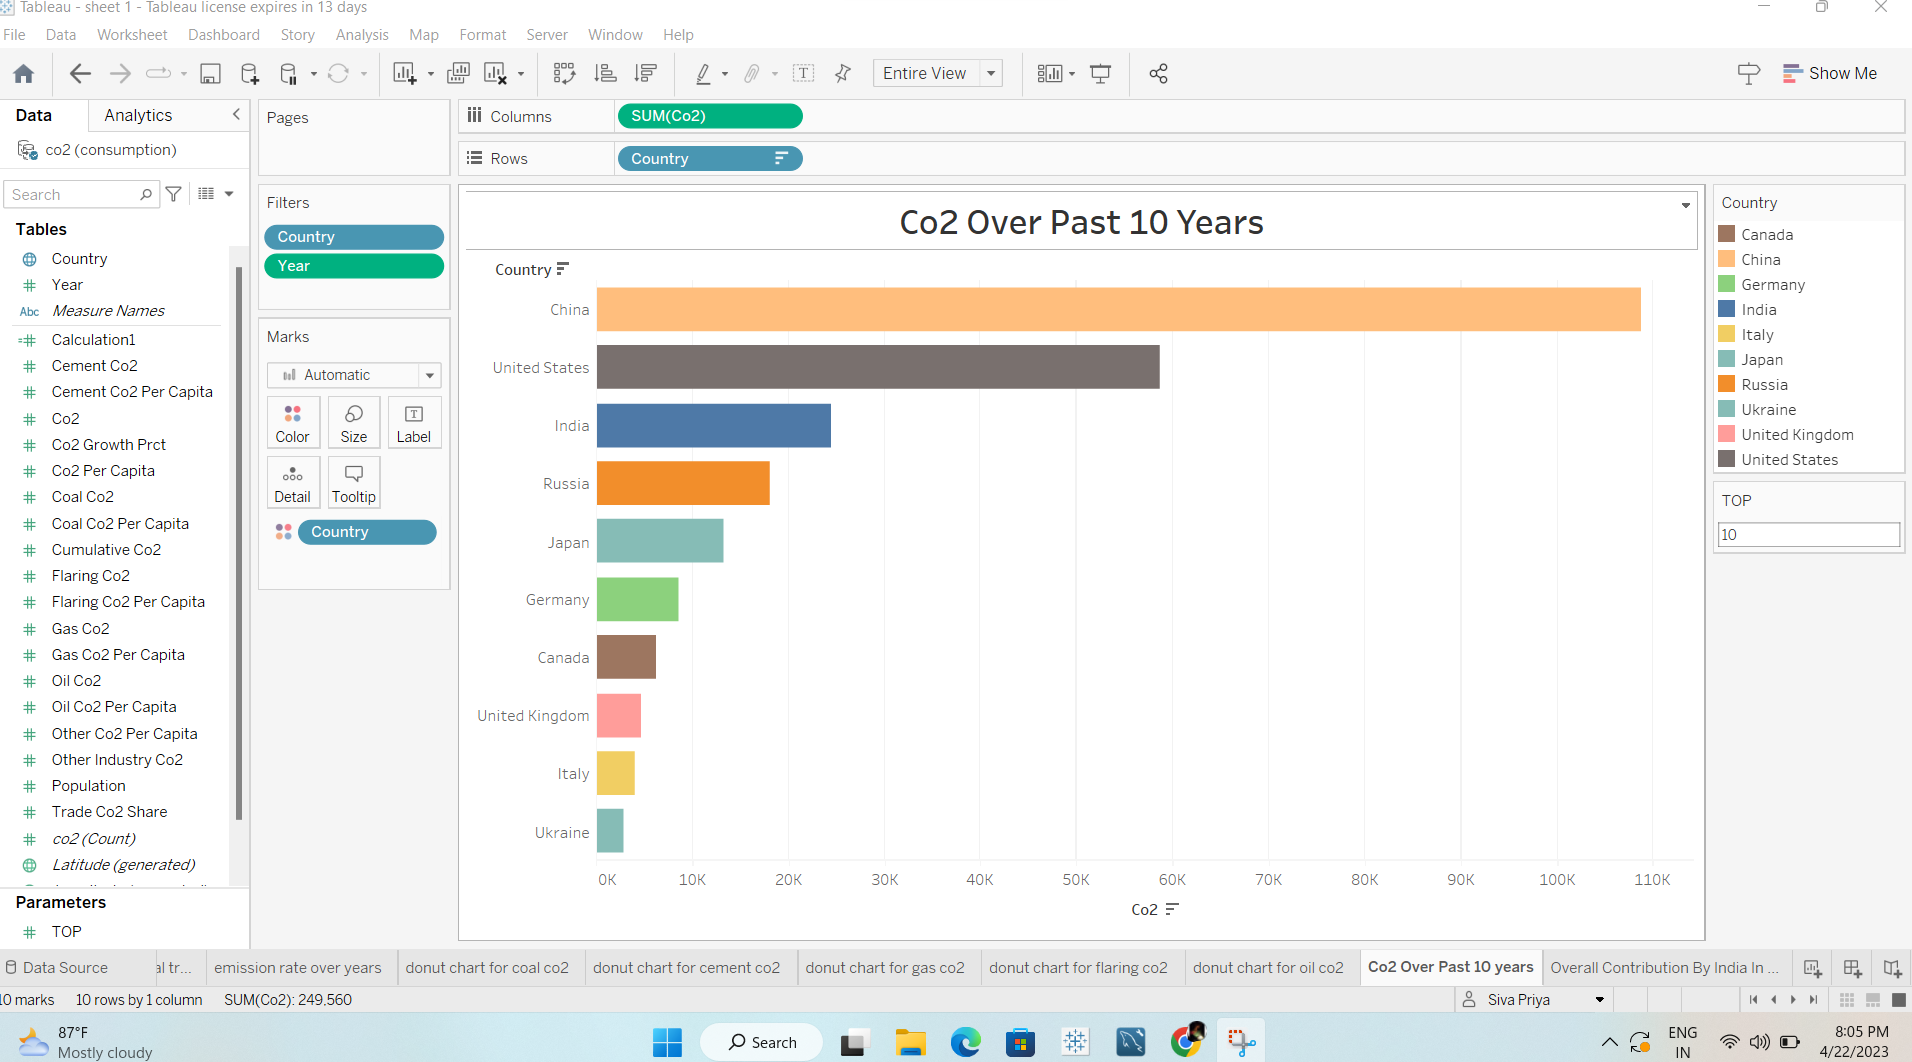 Tableau - sheet 1 - Tableau license expires in 13 days
File Data Worksheet Dashboard Story Analysis Map Format Server Window Help
Entire View
Show Me
Data Analytics
co2 (consumption)
Search
Tables
Country
Year
Abc Measure Names
Calculation1
Cement Co2
Cement Co2 Per Capita
Co2
Co2 Growth Prct
Co2 Per Capita
Coal Co2
Coal Co2 Per Capita
Cumulative Co2
Flaring Co2
Flaring Co2 Per Capita
Gas Co2
Gas Co2 Per Capita
Oil Co2
Oil Co2 Per Capita
Other Co2 Per Capita
Other Industry Co2
Population
Trade Co2 Share
co2 (Count)
Latitude (generated)
Parameters
TOP
Pages
Filters
Country
Year
Marks
Automatic
Color Size Label
Detail Tooltip
Country
Columns SUM(Co2)
Rows Country
Co2 Over Past 10 Years
Country
China
United States
India
Russia
Japan
Germany
Canada
United Kingdom
Italy
Ukraine
0K 10K 20K 30K 40K 50K 60K 70K 80K 90K 100K 110K
Co2
Country
Canada
China
Germany
India
Italy
Japan
Russia
Ukraine
United Kingdom
United States
TOP
10
Data Source al tr... emission rate over years donut chart for coal co2 donut chart for cement co2 donut chart for gas co2 donut chart for flaring co2 donut chart for oil co2 Co2 Over Past 10 years Overall Contribution By India In ...
10 marks 10 rows by 1 column SUM(Co2): 249,560 Siva Priya
87°F
Mostly cloudy
Search
ENG
IN
8:05 PM
4/22/2023